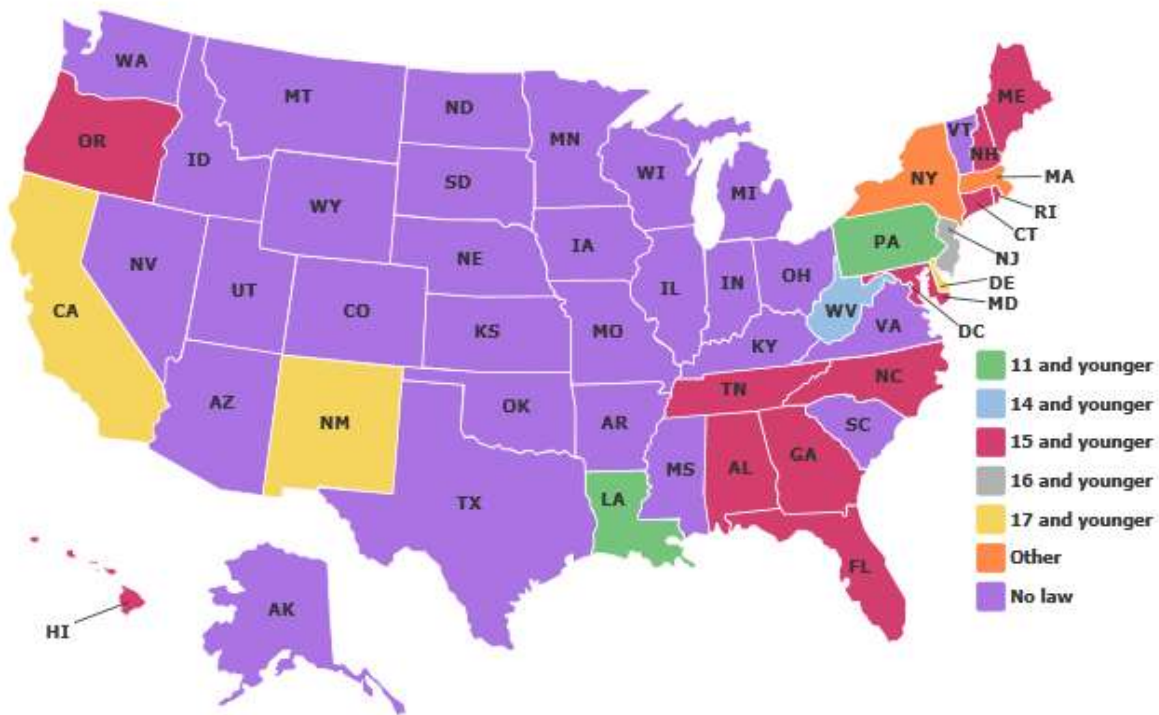 WA
MT
ND
MN
ME
OR
ID
SD
WI
VT
NH
WY
MI
NY
MA
RI
CT
NV
NE
IA
PA
NJ
CA
UT
CO
IL
IN
OH
DE
MD
KS
MO
WV
VA
DC
KY
AZ
NM
OK
AR
TN
NC
SC
TX
LA
MS
AL
GA
FL
HI
AK
11 and younger
14 and younger
15 and younger
16 and younger
17 and younger
Other
No law